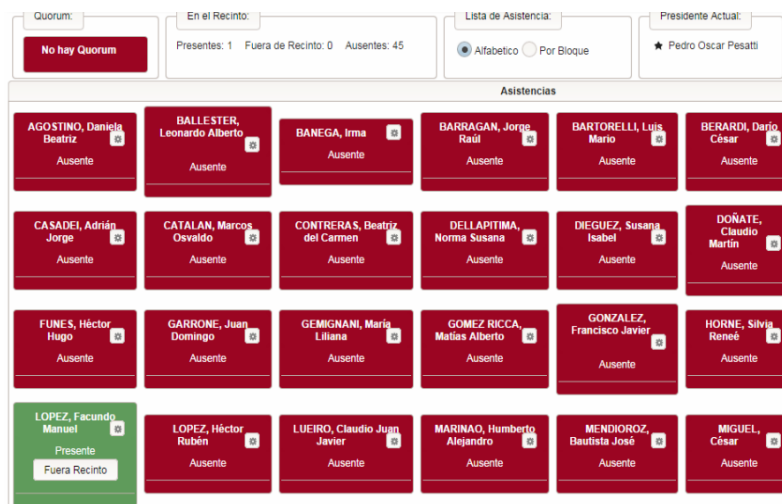 Quorum:
En el Recinto:
Lista de Asistencia:
Presidente Actual:
No hay Quorum
Presentes: 1 Fuera de Recinto: 0 Ausentes: 45
Alfabetico Por Bloque
★ Pedro Oscar Pesatti
Asistencias
AGOSTINO, Daniela
Beatriz
Ausente
BALLESTER,
Leonardo Alberto
Ausente
BANEGA, Irma
Ausente
BARRAGAN, Jorge
Raúl
Ausente
BARTORELLI, Luis
Mario
Ausente
BERARDI, Darío
César
Ausente
CASADEI, Adrián
Jorge
Ausente
CATALAN, Marcos
Osvaldo
Ausente
CONTRERAS, Beatriz
del Carmen
Ausente
DELLAPITIMA,
Norma Susana
Ausente
DIEGUEZ, Susana
Isabel
Ausente
DOÑATE,
Claudio
Martín
Ausente
FUNES, Héctor
Hugo
Ausente
GARRONE, Juan
Domingo
Ausente
GEMIGNANI, María
Liliana
Ausente
GOMEZ RICCA,
Matías Alberto
Ausente
GONZALEZ,
Francisco Javier
Ausente
HORNE, Silvia
Reneé
Ausente
LOPEZ, Facundo
Manuel
Presente
Fuera Recinto
LOPEZ, Héctor
Rubén
Ausente
LUEIRO, Claudio Juan
Javier
Ausente
MARINAO, Humberto
Alejandro
Ausente
MENDIOROZ,
Bautista José
Ausente
MIGUEL,
César
Ausente